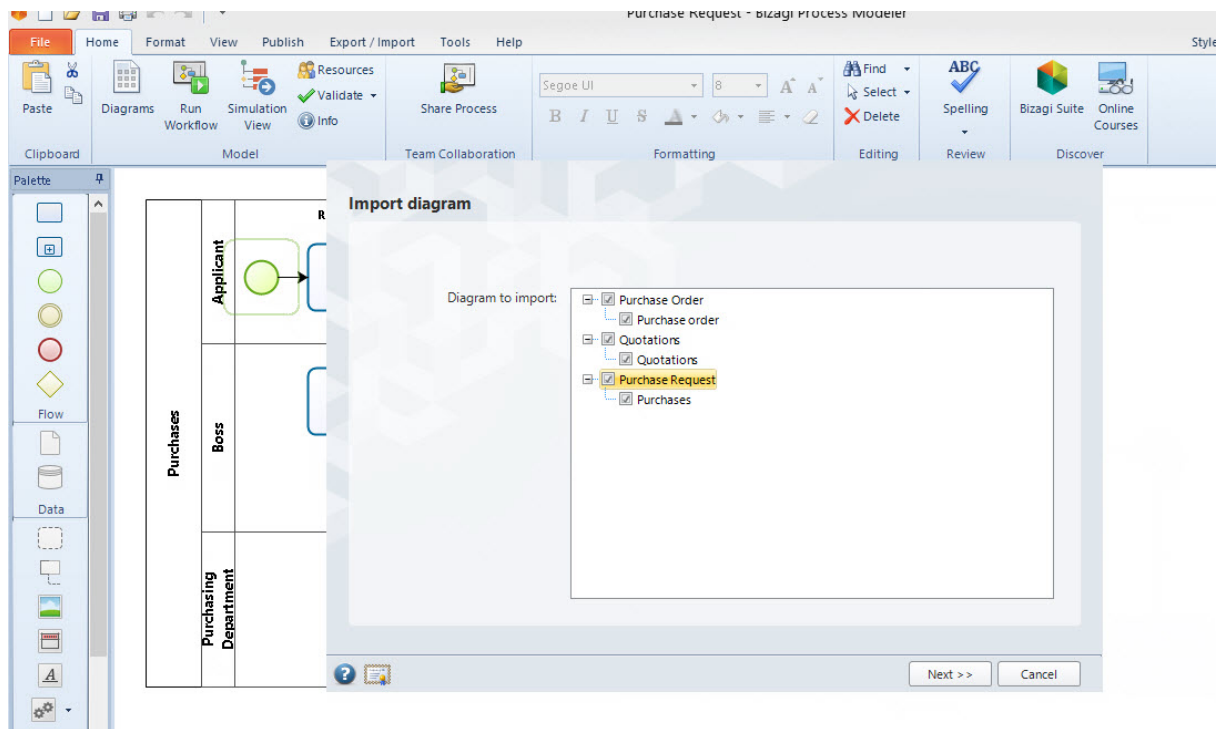 Purchase Request - Bizagi Process Modeler
File Home Format View Publish Export / Import Tools Help Style
Paste
Diagrams
Run Workflow
Simulation View
Resources
Validate
Info
Share Process
Segoe UI 8 A A
B I U S A
Find
Select
Delete
ABC
Spelling
Bizagi Suite
Online Courses
Clipboard Model Team Collaboration Formatting Editing Review Discover
Palette
Flow
Data
A
Purchases
Applicant
Boss
Purchasing Department
R
Import diagram
Diagram to import:
Purchase Order
Purchase order
Quotations
Quotations
Purchase Request
Purchases
Next >> Cancel